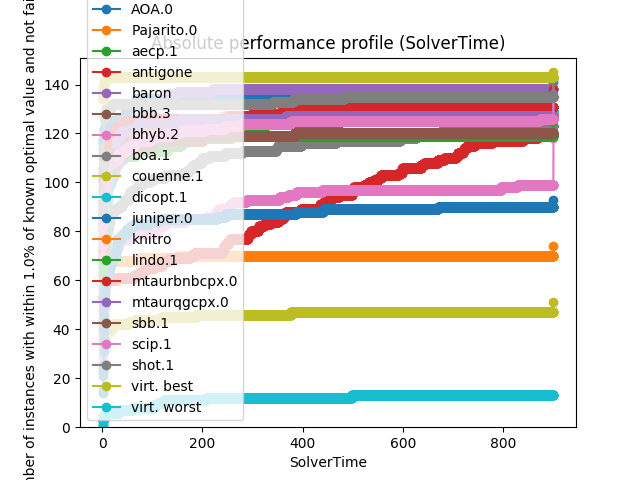 Absolute performance profile (SolverTime)
mber of instances with within 1.0% of known optimal value and not fai
140
120
100
80
60
40
20
0
AOA.0
Pajarito.0
aecp.1
antigone
baron
bbb.3
bhyb.2
boa.1
couenne.1
dicopt.1
juniper.0
knitro
lindo.1
mtaurbnbcpx.0
mtaurqgcpx.0
sbb.1
scip.1
shot.1
virt. best
virt. worst
0 200 400 600 800
SolverTime